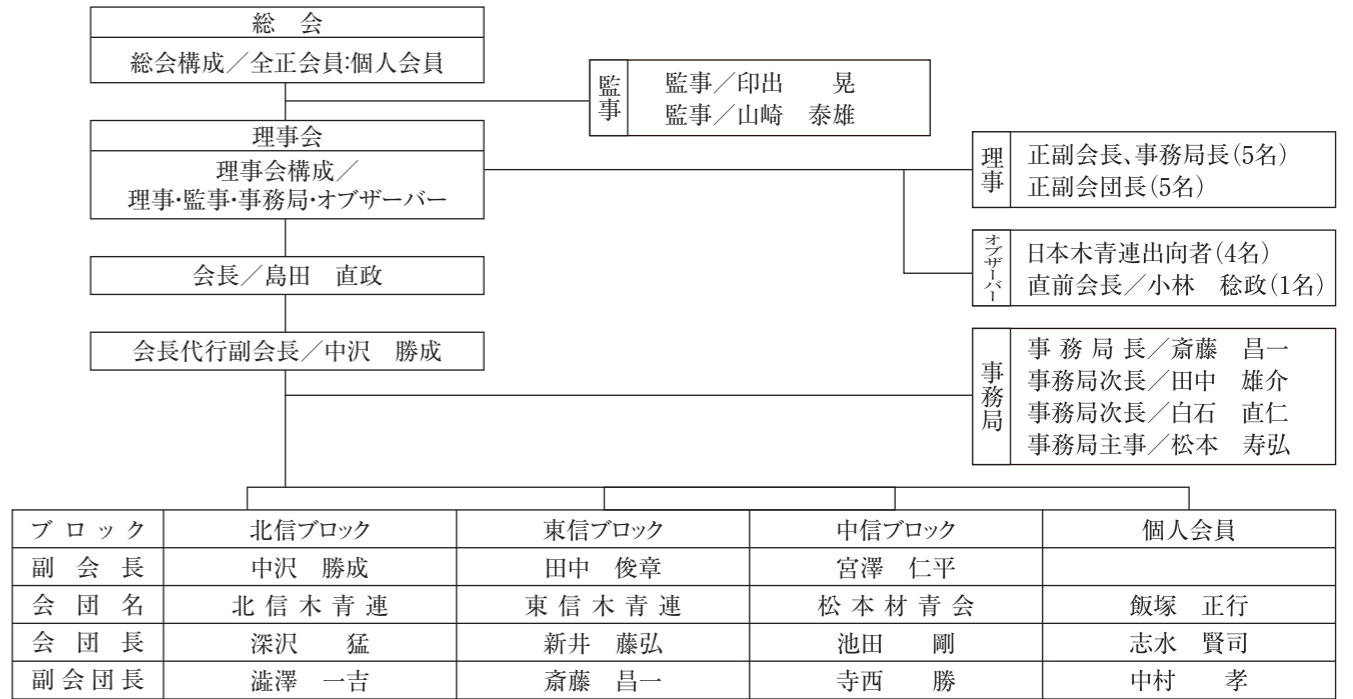 総　会
総会構成／全正会員:個人会員
監事
監事／印出　　晃
監事／山崎　泰雄
理事会
理事会構成／
理事・監事・事務局・オブザーバー
理事
正副会長、事務局長(5名)
正副会団長(5名)
オブザーバー
日本木青連出向者(4名)
直前会長／小林　稔政(1名)
会長／島田　直政
会長代行副会長／中沢　勝成
事務局
事 務 局 長／斎藤　昌一
事務局次長／田中　雄介
事務局次長／白石　直仁
事務局主事／松本　寿弘
ブ ロ ッ ク　北信ブロック　東信ブロック　中信ブロック　個人会員
副　会　長　中沢　勝成　田中　俊章　宮澤　仁平
会　団　名　北 信 木 青 連　東 信 木 青 連　松 本 材 青 会　飯塚　正行
会　団　長　深沢　　猛　新井　藤弘　池田　　剛　志水　賢司
副 会 団 長　澁澤　一吉　斎藤　昌一　寺西　　勝　中村　　孝